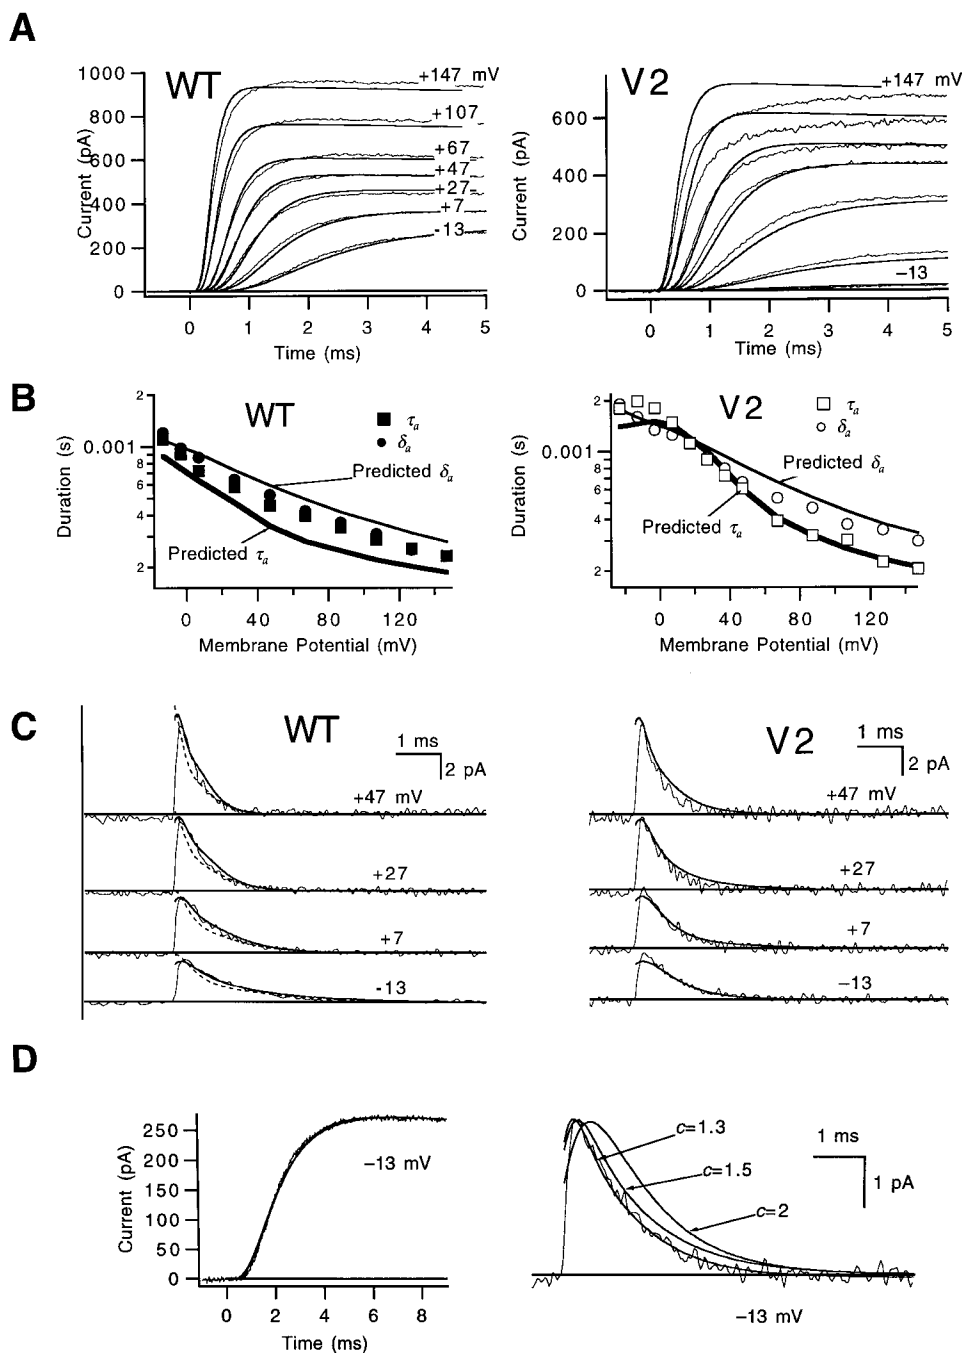 A
WT
1000
800
600
400
200
0
Current (pA)
+147 mV
+107
+67
+47
+27
+7
-13
0 1 2 3 4 5
Time (ms)
V2
600
400
200
0
Current (pA)
+147 mV
−13
0 1 2 3 4 5
Time (ms)
B
WT
2
0.001
8
6
4
2
Duration (s)
τa
δa
Predicted δa
Predicted τa
0 40 80 120
Membrane Potential (mV)
V2
2
0.001
8
6
4
2
Duration (s)
τa
δa
Predicted δa
Predicted τa
0 40 80 120
Membrane Potential (mV)
C
WT
1 ms
2 pA
+47 mV
+27
+7
-13
V2
1 ms
2 pA
+47 mV
+27
+7
−13
D
250
200
150
100
50
0
Current (pA)
−13 mV
0 2 4 6 8
Time (ms)
c=1.3
c=1.5
c=2
1 ms
1 pA
−13 mV